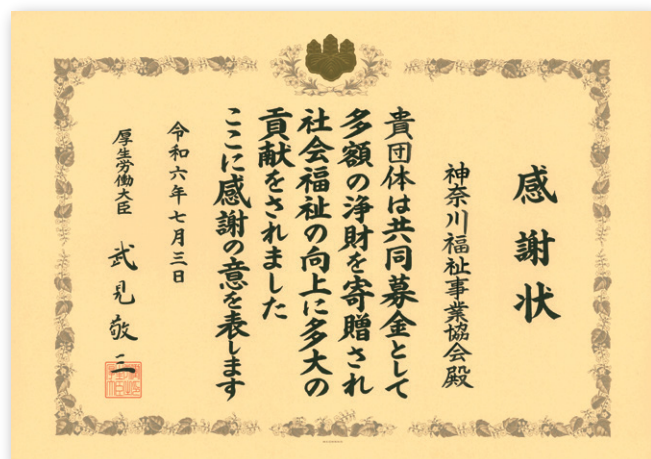 感謝状
神奈川福祉事業協会殿
貴団体は共同募金として
多額の浄財を寄贈され
社会福祉の向上に多大の
貢献をされました
ここに感謝の意を表します
令和六年七月三日
厚生労働大臣 武見敬三